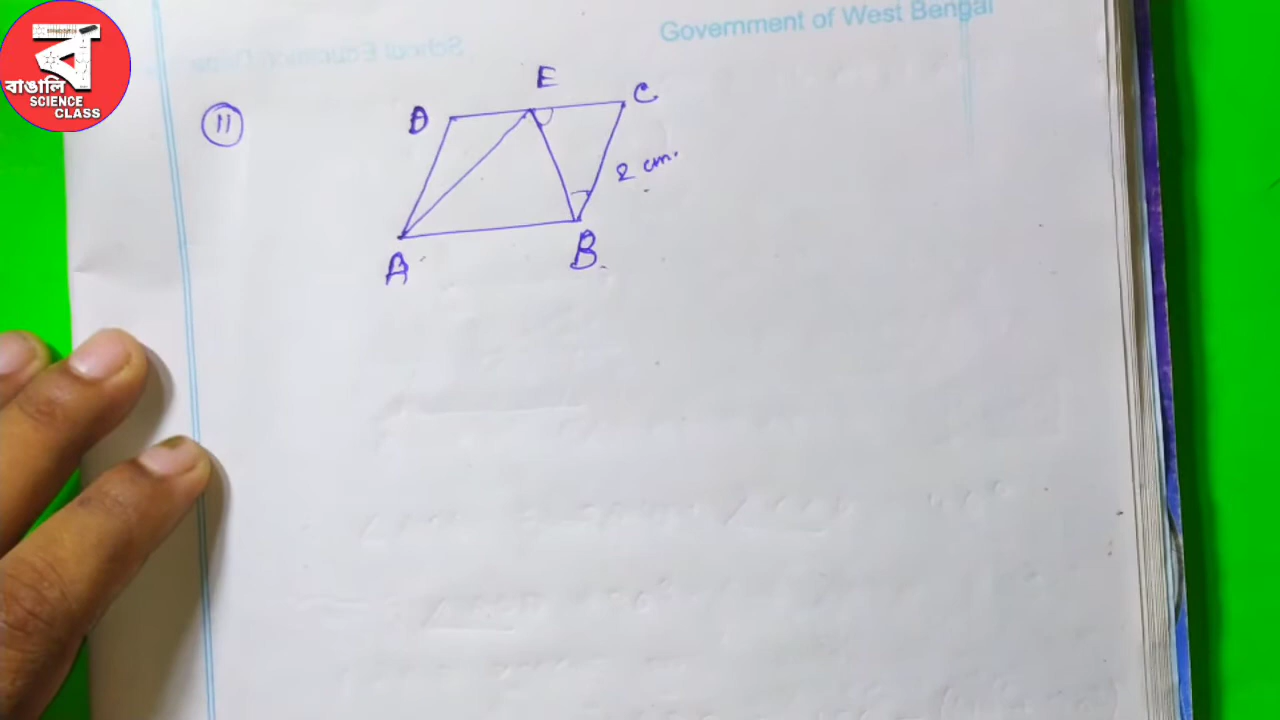 Government of West Bengal
বাঙালি
SCIENCE
CLASS
ব
11
D
E
C
2 cm.
A
B